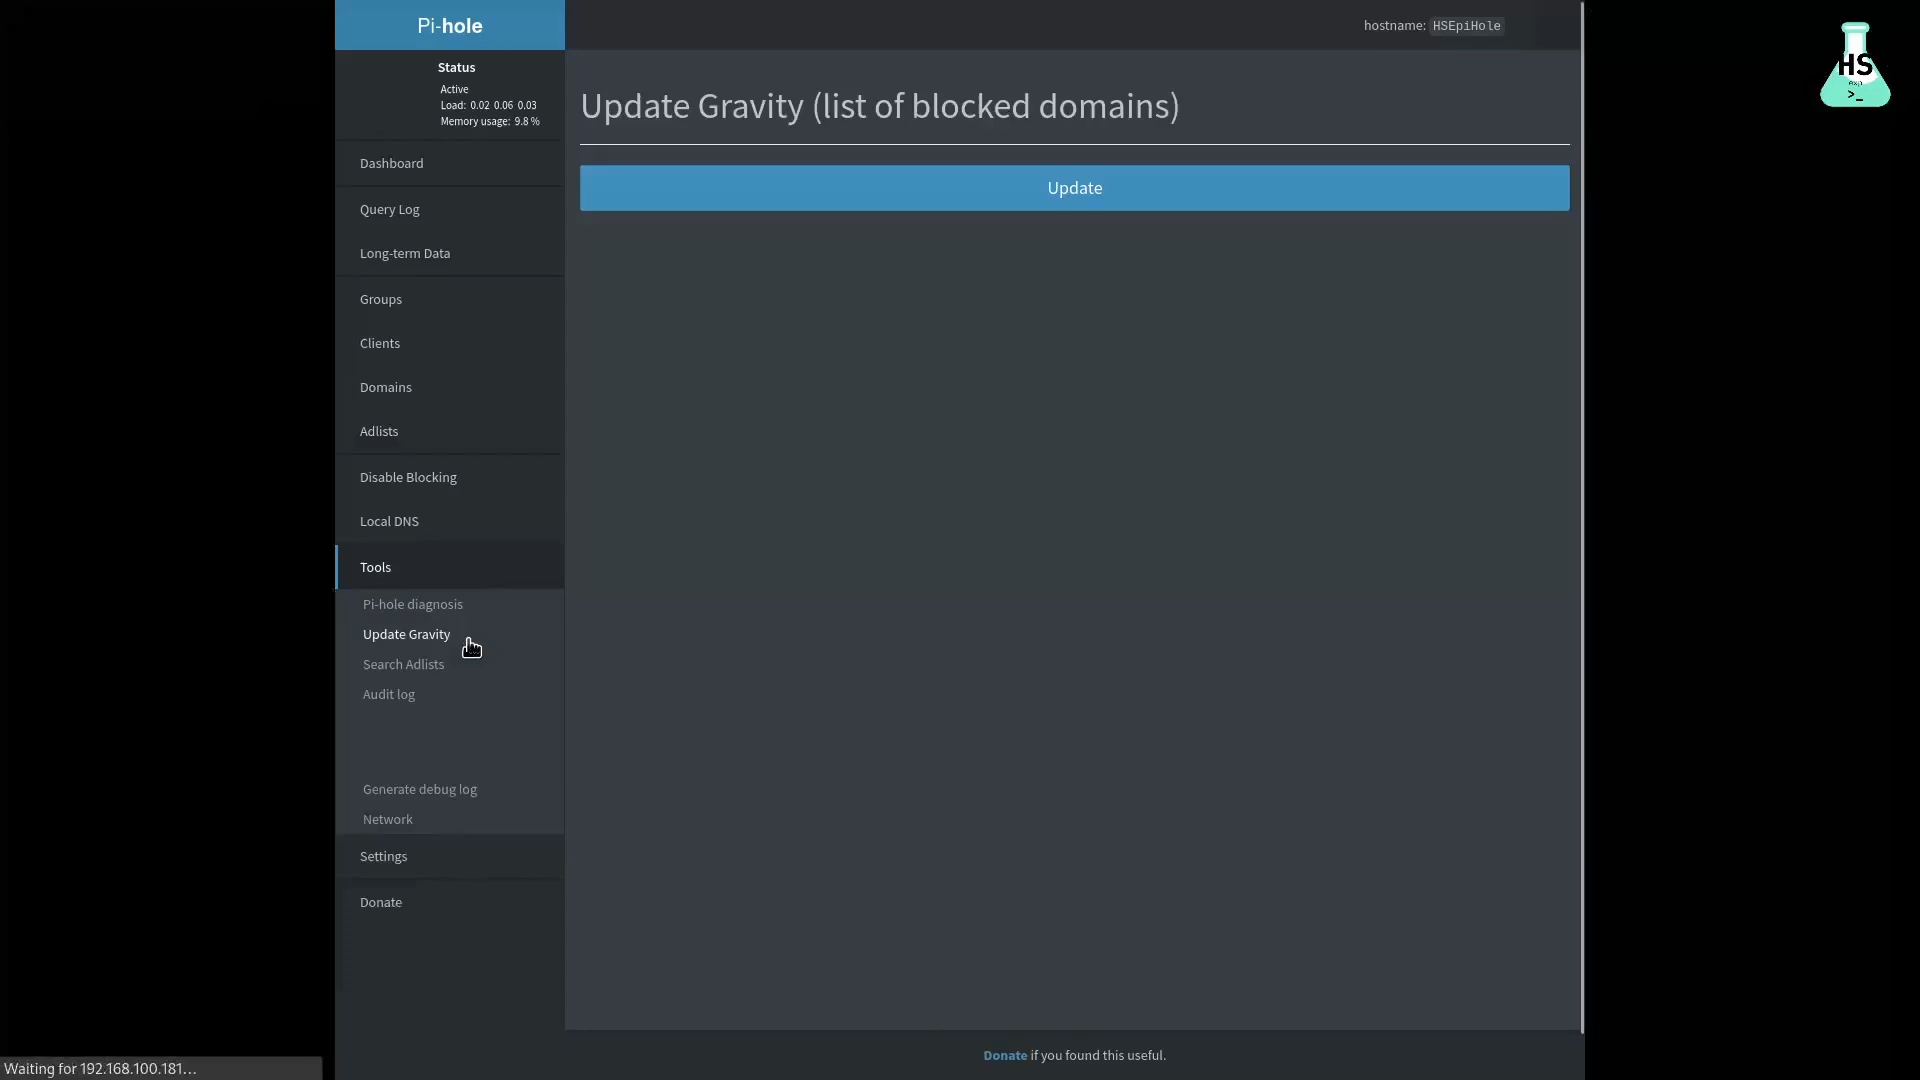 Pi-hole
hostname: HSEpiHole
HS
>_
Status
Active
Load: 0.02 0.06 0.03
Memory usage: 9.8 %
Update Gravity (list of blocked domains)
Update
Dashboard
Query Log
Long-term Data
Groups
Clients
Domains
Adlists
Disable Blocking
Local DNS
Tools
Pi-hole diagnosis
Update Gravity
Search Adlists
Audit log
Generate debug log
Network
Settings
Donate
Donate if you found this useful.
Waiting for 192.168.100.181...